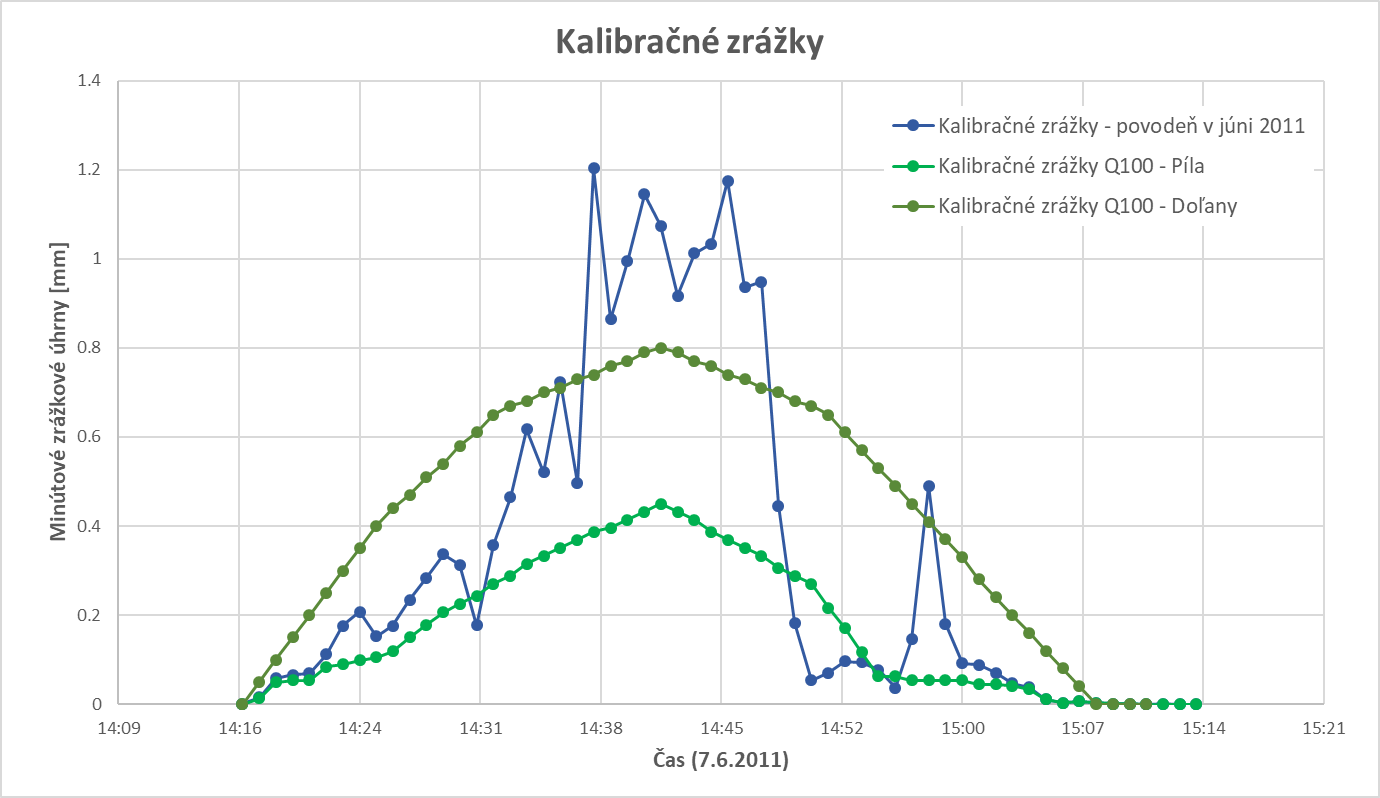 Kalibračné zrážky
1.4
1.2
1
0.8
0.6
0.4
0.2
0
Minútové zrážkové úhrny [mm]
Kalibračné zrážky - povodeň v júni 2011
Kalibračné zrážky Q100 - Píla
Kalibračné zrážky Q100 - Doľany
14:09 14:16 14:24 14:31 14:38 14:45 14:52 15:00 15:07 15:14 15:21
Čas (7.6.2011)